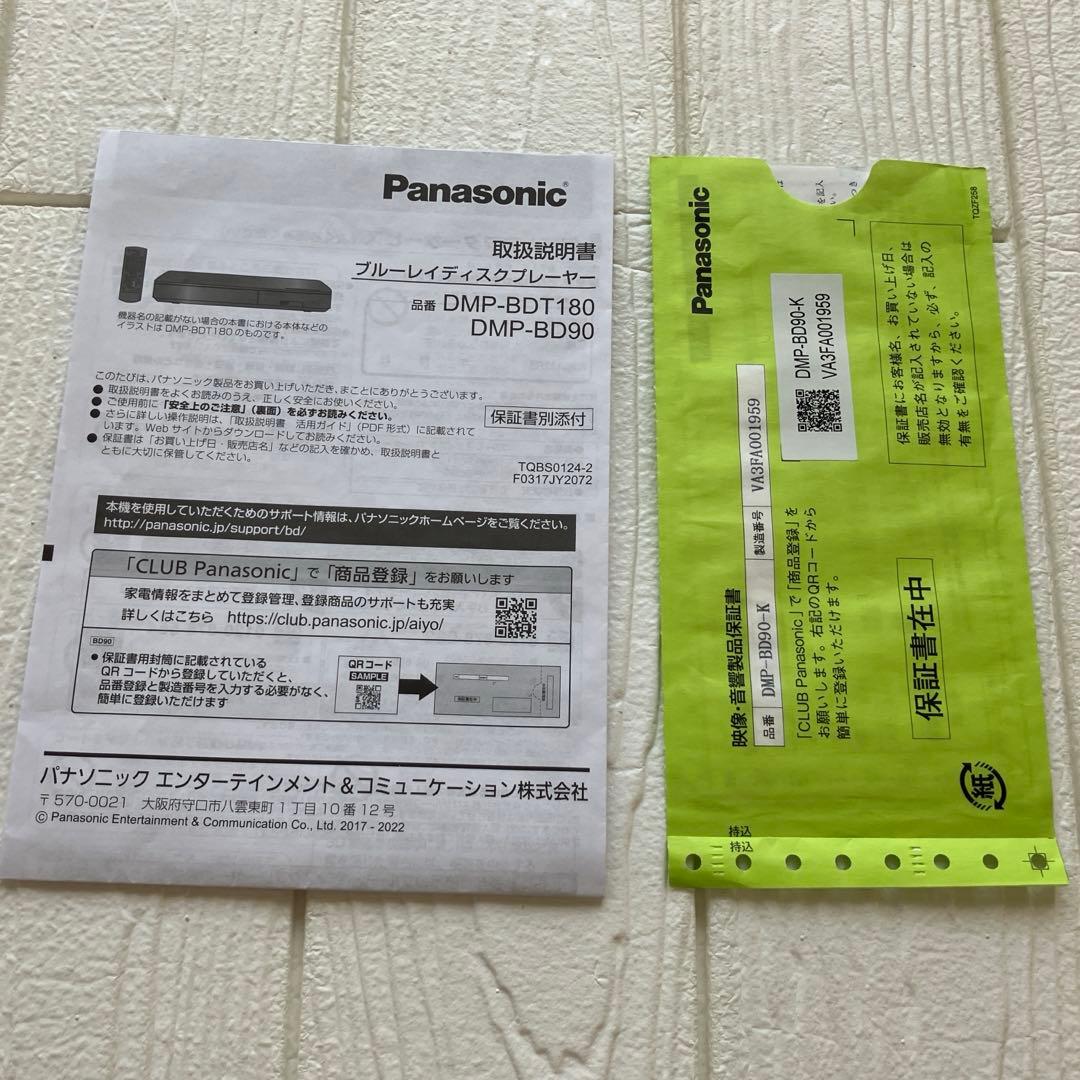 Panasonic®
取扱説明書
ブルーレイディスクプレーヤー
品番 DMP-BDT180
DMP-BD90
機器名の記載がない場合の本書における本体などの
イラストは DMP-BDT180 のものです。
このたびは、パナソニック製品をお買い上げいただき、まことにありがとうございます。
● 取扱説明書をよくお読みのうえ、正しく安全にお使いください。
● ご使用前に「安全上のご注意」(裏面)を必ずお読みください。
● さらに詳しい操作説明は、「取扱説明書 活用ガイド」(PDF 形式)に記載されて
います。Web サイトからダウンロードしてお読みください。
● 保証書は「お買い上げ日・販売店名」などの記入を確かめ、取扱説明書と
ともに大切に保管してください。
保証書別添付
TQBS0124-2
F0317JY2072
本機を使用していただくためのサポート情報は、パナソニックホームページをご覧ください。
http://panasonic.jp/support/bd/
「CLUB Panasonic」で「商品登録」をお願いします
家電情報をまとめて登録管理、登録商品のサポートも充実
詳しくはこちら https://club.panasonic.jp/aiyo/
BD90
● 保証書用封筒に記載されている
QR コードから登録していただくと、
品番登録と製造番号を入力する必要がなく、
簡単に登録いただけます
QR コード
SAMPLE
パナソニック エンターテインメント＆コミュニケーション株式会社
〒570-0021 大阪府守口市八雲東町1丁目10番12号
© Panasonic Entertainment & Communication Co., Ltd. 2017 - 2022
Panasonic
TQZF258
映像・音響製品保証書
品番 DMP-BD90-K 製造番号 VA3FA001959
「CLUB Panasonic」で「商品登録」を
お願いします。右記のQRコードから
簡単に登録いただけます。
DMP-BD90-K
VA3FA001959
保証書にお客様名、お買い上げ日、
販売店名が記入されていない場合は
無効となりますから、必ず、記入の
有無をご確認ください。
保証書在中
紙
持込
持込